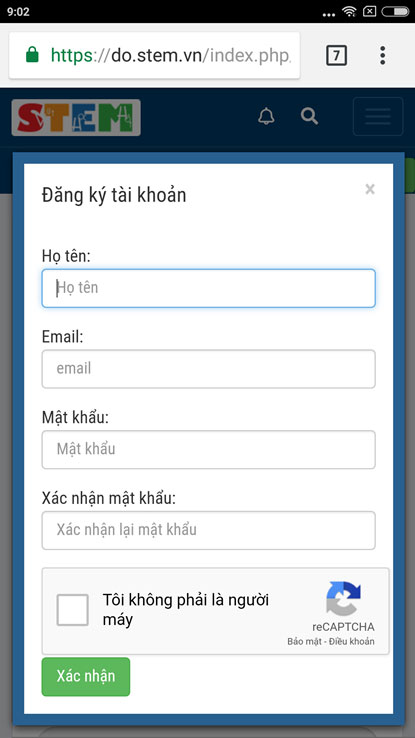 9:02
https://do.stem.vn/index.php
7
STEM
Đăng ký tài khoản
×
Họ tên:
Họ tên
Email:
email
Mật khẩu:
Mật khẩu
Xác nhận mật khẩu:
Xác nhận lại mật khẩu
Tôi không phải là người
máy
reCAPTCHA
Bảo mật - Điều khoản
Xác nhận